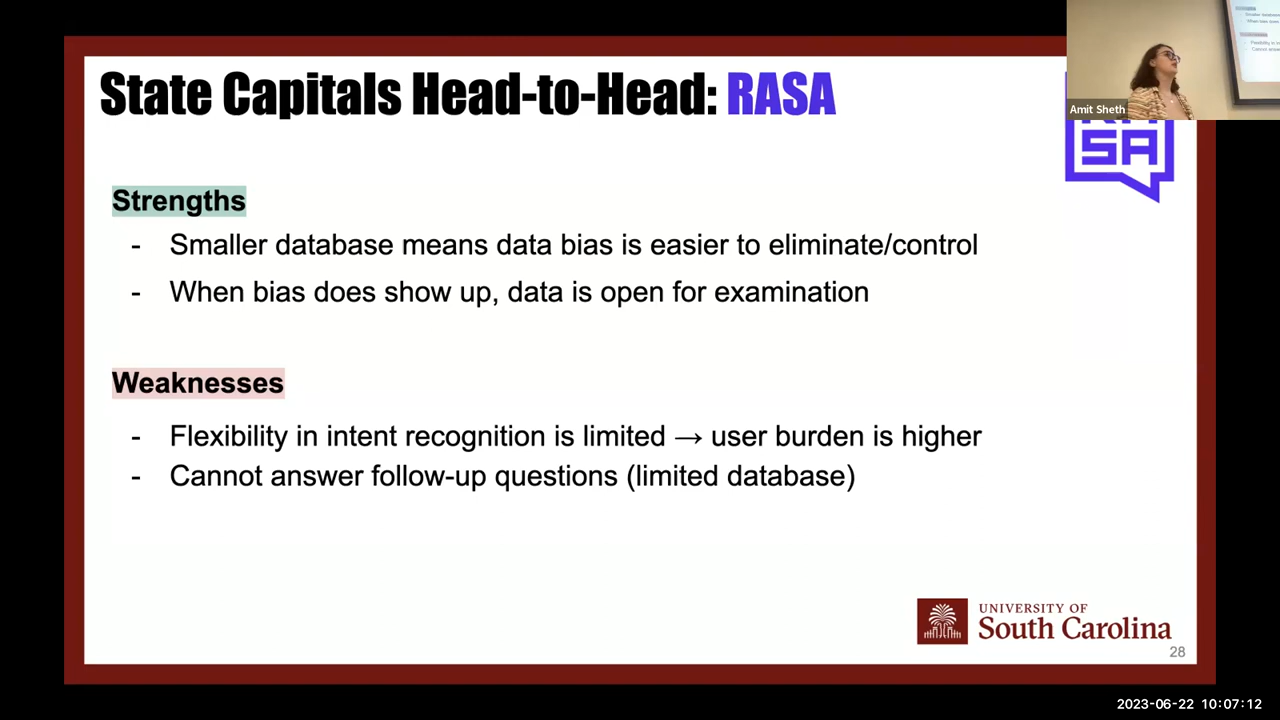 State Capitals Head-to-Head: RASA
Amit Sheth
SA
Strengths
- Smaller database means data bias is easier to eliminate/control
- When bias does show up, data is open for examination
Weaknesses
- Flexibility in intent recognition is limited → user burden is higher
- Cannot answer follow-up questions (limited database)
UNIVERSITY OF
South Carolina
28
2023-06-22 10:07:12